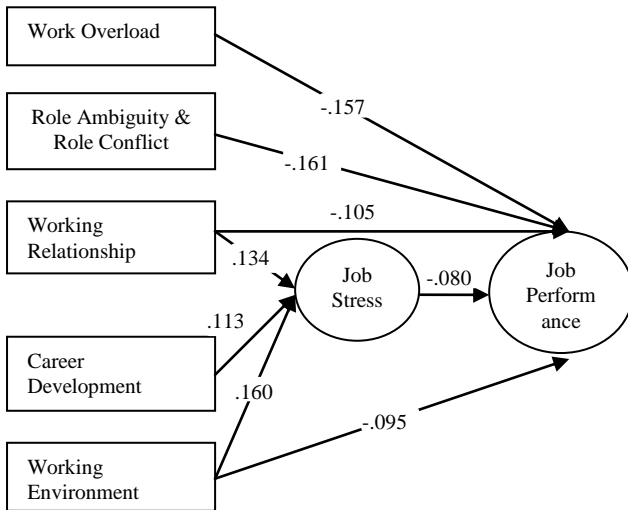 Work Overload
-.157
Role Ambiguity &
Role Conflict
-.161
Working
Relationship
-.105
.134
Job
Stress
-.080
Job
Perform
ance
.113
Career
Development
.160
-.095
Working
Environment